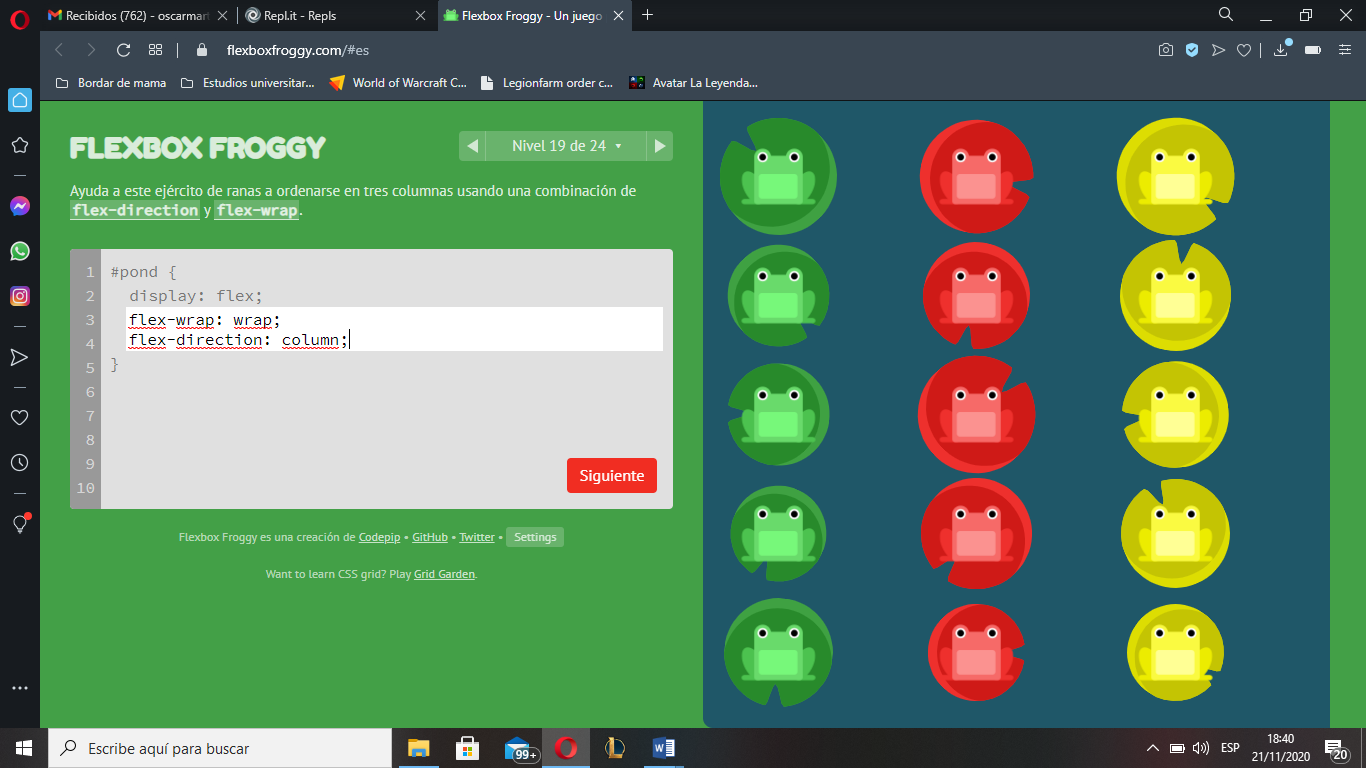 Recibidos (762) - oscarmart
Repl.it - Repls
Flexbox Froggy - Un juego
flexboxfroggy.com/#es
Bordar de mama
Estudios universitar...
World of Warcraft C...
Legionfarm order c...
Avatar La Leyenda...
FLEXBOX FROGGY
Nivel 19 de 24
Ayuda a este ejército de ranas a ordenarse en tres columnas usando una combinación de
flex-direction y flex-wrap.
1 #pond {
2 display: flex;
3 flex-wrap: wrap;
4 flex-direction: column;
5 }
6
7
8
9
10
Siguiente
Flexbox Froggy es una creación de Codepip • GitHub • Twitter • Settings
Want to learn CSS grid? Play Grid Garden.
Escribe aquí para buscar
99+
W
ESP
18:40
21/11/2020
20